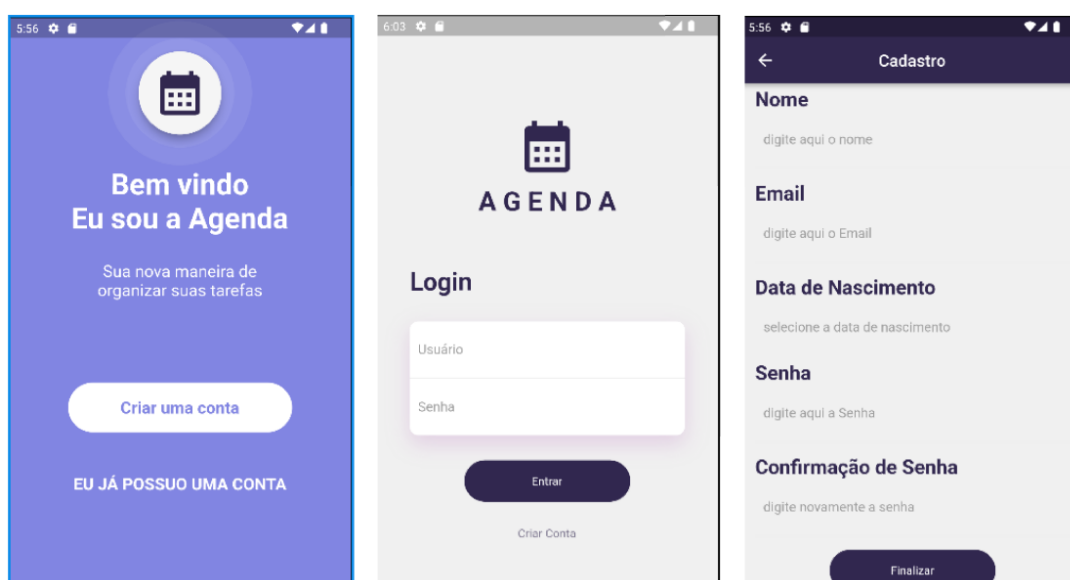 5:56
Bem vindo
Eu sou a Agenda
Sua nova maneira de
organizar suas tarefas
Criar uma conta
EU JÁ POSSUO UMA CONTA
6:03
AGENDA
Login
Usuário
Senha
Entrar
Criar Conta
5:56
Cadastro
Nome
digite aqui o nome
Email
digite aqui o Email
Data de Nascimento
selecione a data de nascimento
Senha
digite aqui a Senha
Confirmação de Senha
digite novamente a senha
Finalizar